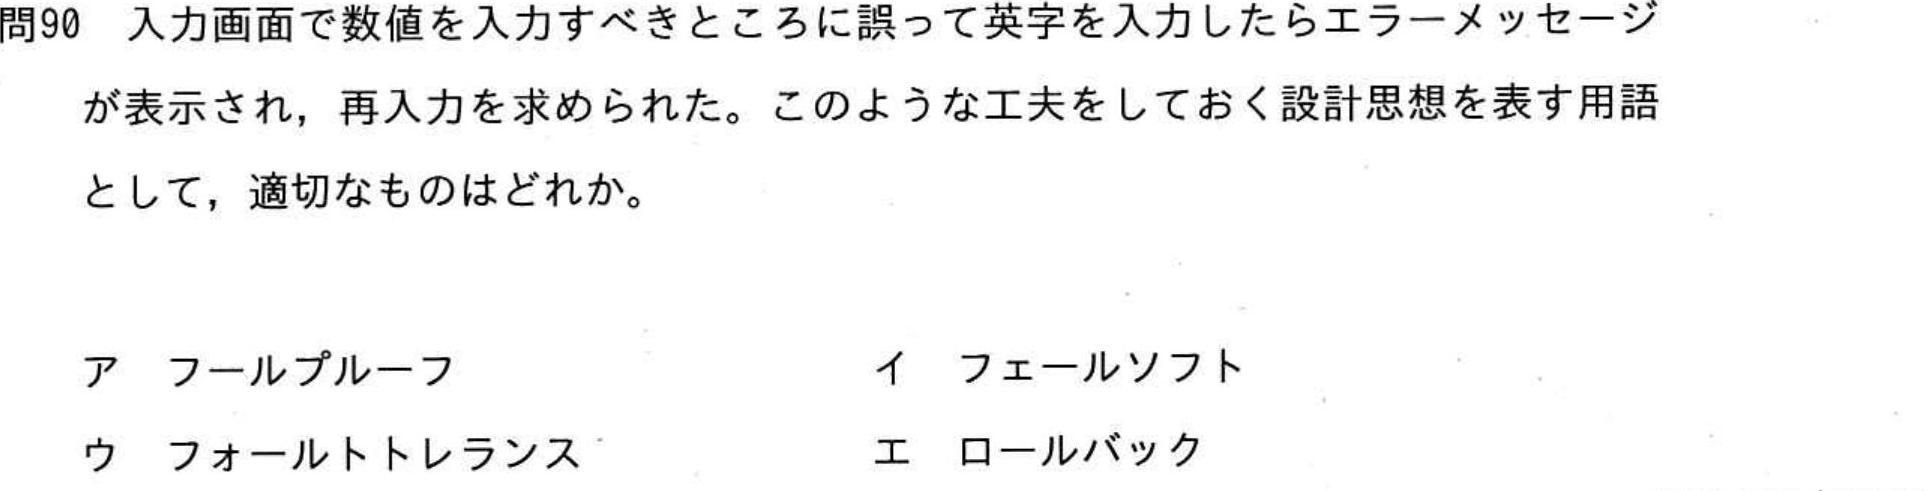 問90　入力画面で数値を入力すべきところに誤って英字を入力したらエラーメッセージ
が表示され，再入力を求められた。このような工夫をしておく設計思想を表す用語
として，適切なものはどれか。
ア　フールプルーフ　イ　フェールソフト
ウ　フォールトトレランス　エ　ロールバック